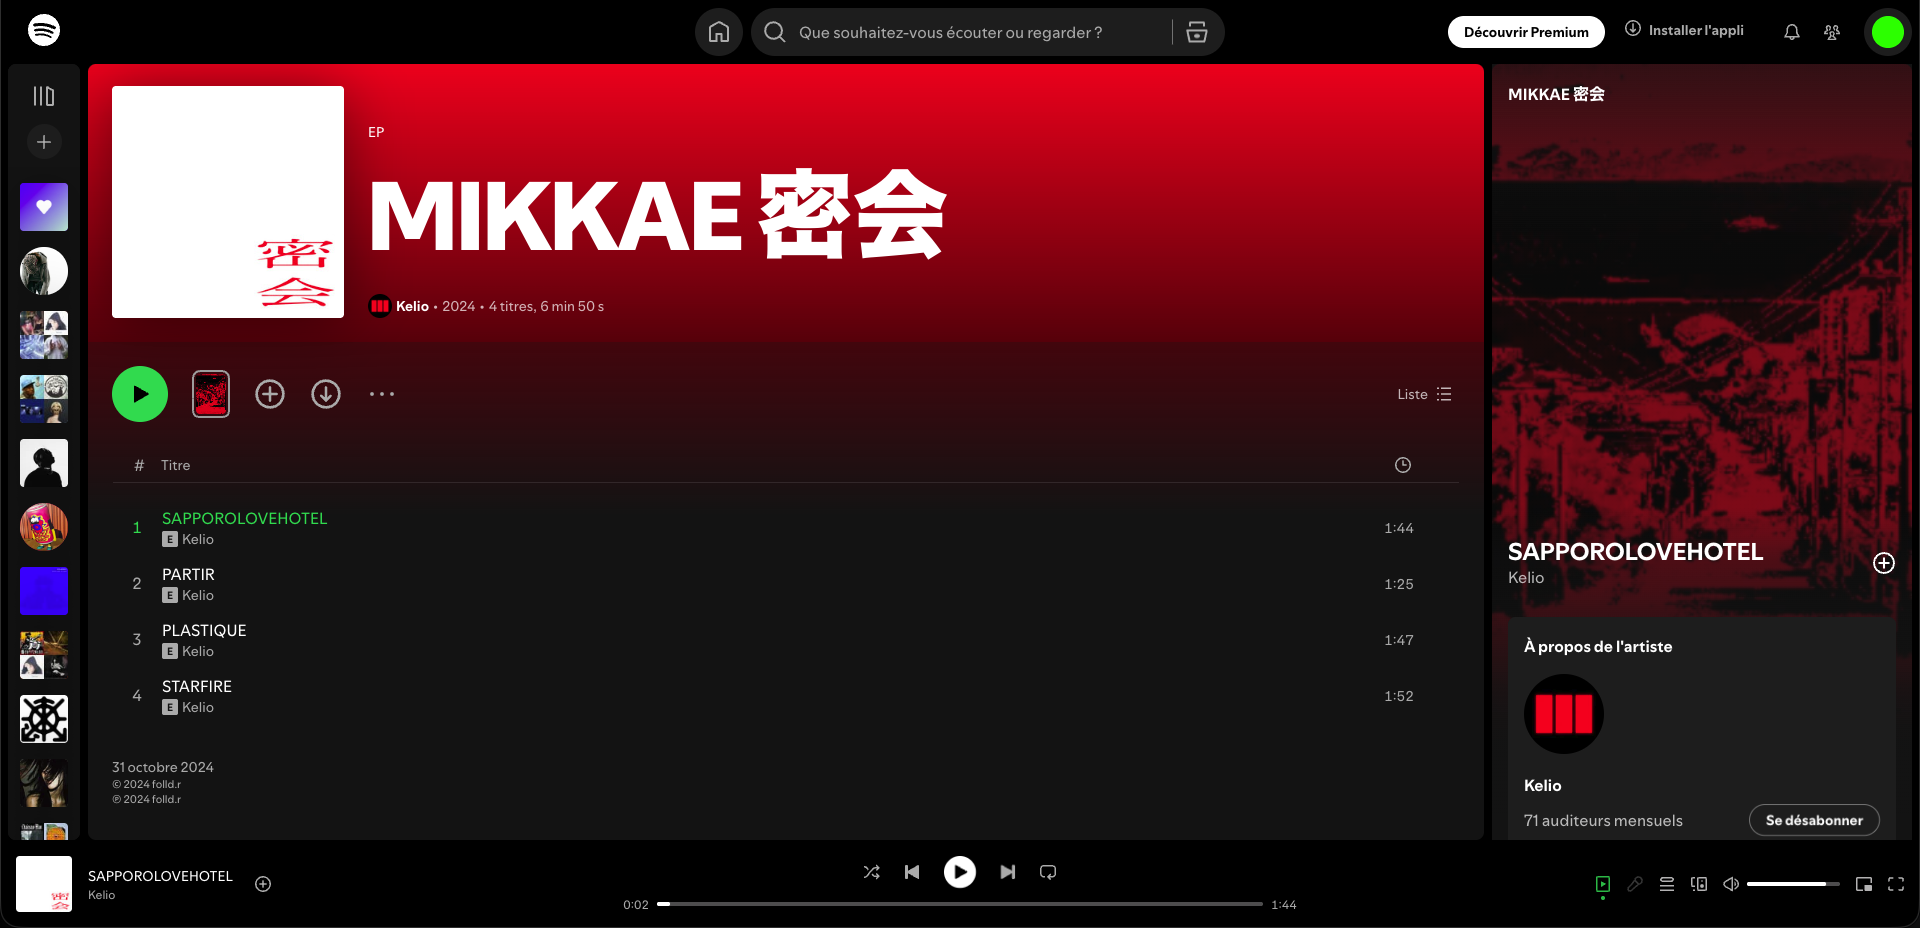 Que souhaitez-vous écouter ou regarder ?
Découvrir Premium
Installer l'appli
密
会
EP
MIKKAE 密会
Kelio • 2024 • 4 titres, 6 min 50 s
Liste
# Titre
1 SAPPOROLOVEHOTEL 1:44
E Kelio
2 PARTIR 1:25
E Kelio
3 PLASTIQUE 1:47
E Kelio
4 STARFIRE 1:52
E Kelio
31 octobre 2024
© 2024 folld.r
℗ 2024 folld.r
MIKKAE 密会
SAPPOROLOVEHOTEL
Kelio
À propos de l'artiste
Kelio
71 auditeurs mensuels
Se désabonner
密
会
SAPPOROLOVEHOTEL
Kelio
0:02
1:44